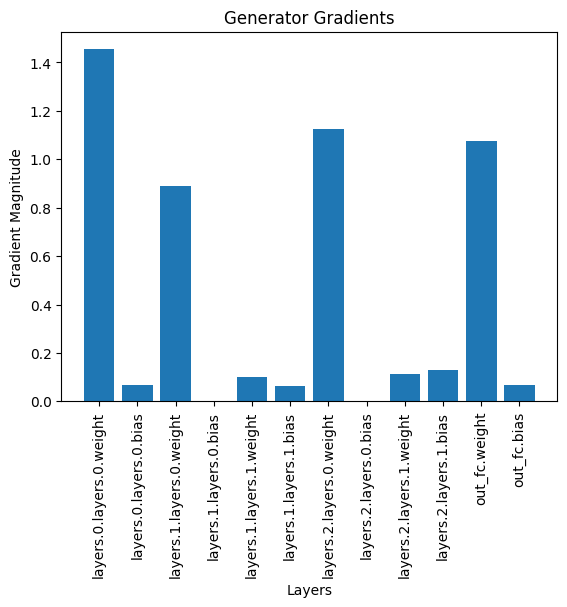 Generator Gradients
Gradient Magnitude
1.4
1.2
1.0
0.8
0.6
0.4
0.2
0.0
layers.0.layers.0.weight
layers.0.layers.0.bias
layers.1.layers.0.weight
layers.1.layers.0.bias
layers.1.layers.1.weight
layers.1.layers.1.bias
layers.2.layers.0.weight
layers.2.layers.0.bias
layers.2.layers.1.weight
layers.2.layers.1.bias
out_fc.weight
out_fc.bias
Layers